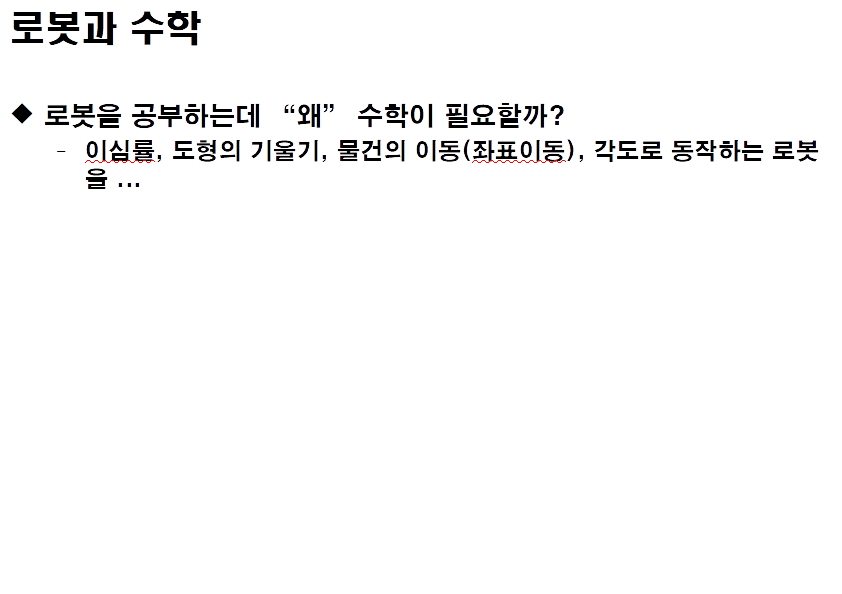 로봇과 수학
◆ 로봇을 공부하는데 “왜” 수학이 필요할까?
- 이심률, 도형의 기울기, 물건의 이동(좌표이동), 각도로 동작하는 로봇
을 ...